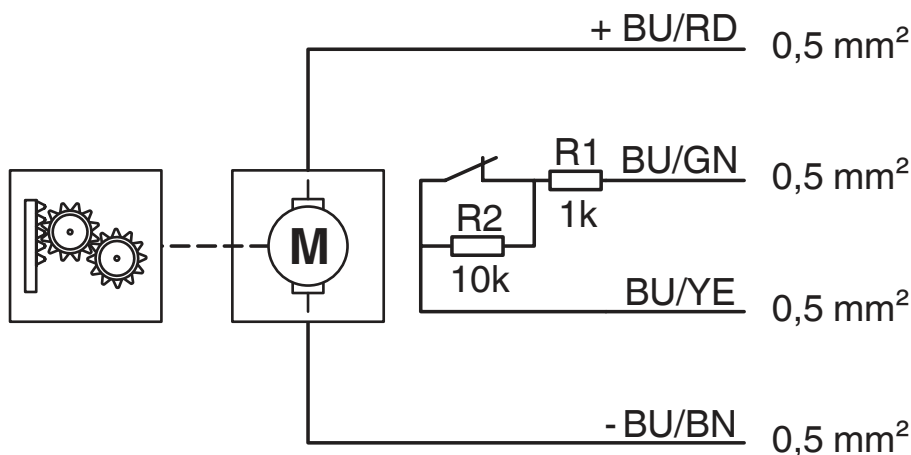 + BU/RD 0,5 mm²
R1 BU/GN 0,5 mm²
1k
R2
10k
M
BU/YE 0,5 mm²
- BU/BN 0,5 mm²